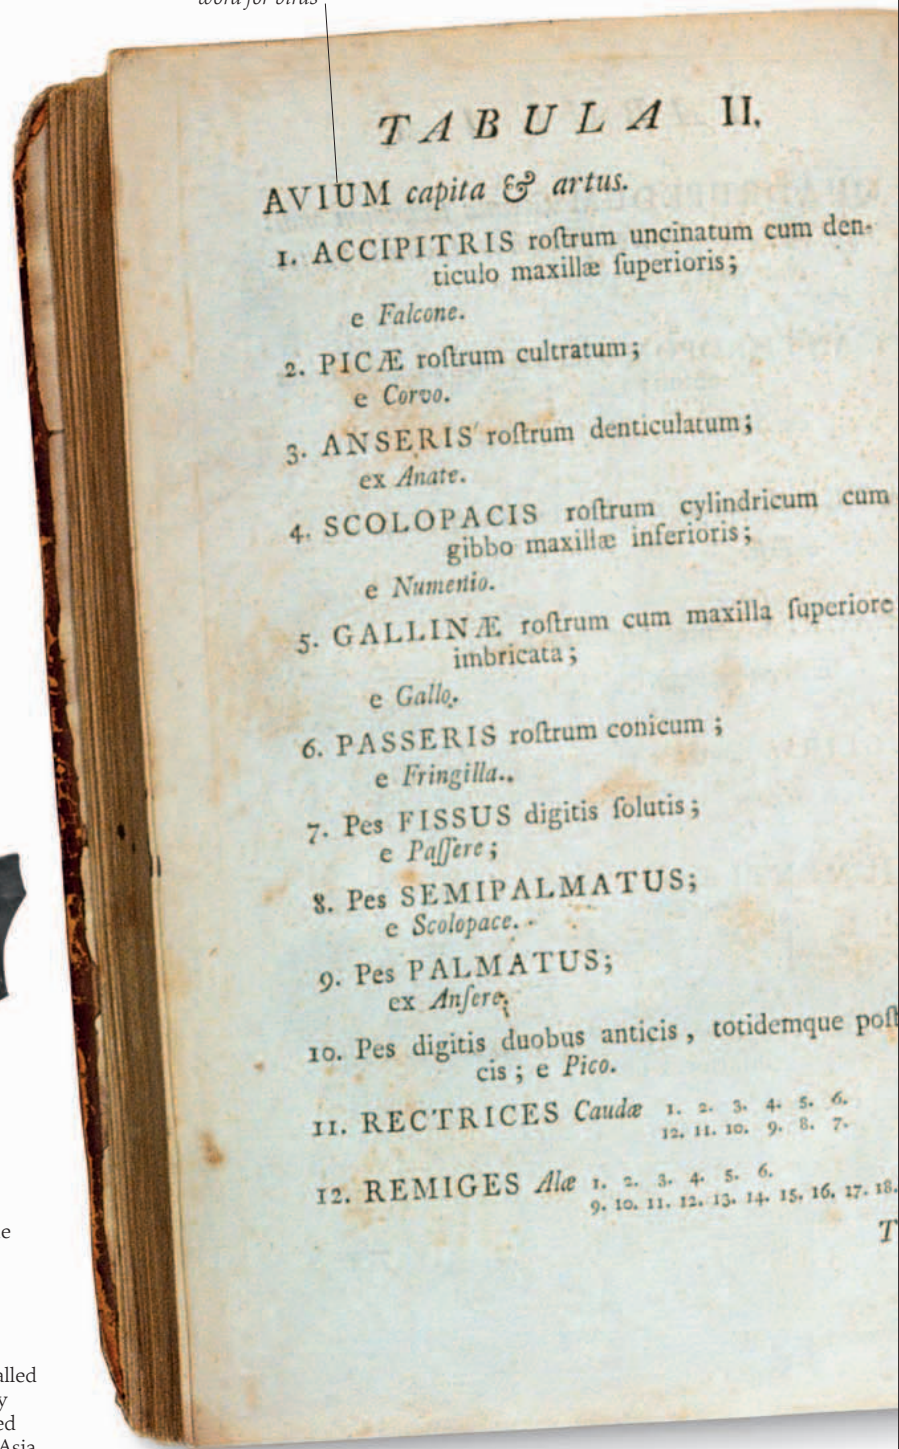 word for birds
TABULA II.
AVIUM capita & artus.
1. ACCIPITRIS roſtrum uncinatum cum den-
ticulo maxillæ ſuperioris;
e Falcone.
2. PICÆ roſtrum cultratum;
e Corvo.
3. ANSERIS roſtrum denticulatum;
ex Anate.
4. SCOLOPACIS roſtrum cylindricum cum
gibbo maxillæ inferioris;
e Numenio.
5. GALLINÆ roſtrum cum maxilla ſuperiore
imbricata;
e Gallo.
6. PASSERIS roſtrum conicum;
e Fringilla..
7. Pes FISSUS digitis ſolutis;
e Paſſere;
8. Pes SEMIPALMATUS;
e Scolopace.
9. Pes PALMATUS;
ex Anſere;
10. Pes digitis duobus anticis, totidemque poſt
cis; e Pico.
11. RECTRICES Caudæ 1. 2. 3. 4. 5. 6.
12. 11. 10. 9. 8. 7.
12. REMIGES Alæ 1. 2. 3. 4. 5. 6.
9. 10. 11. 12. 13. 14. 15. 16. 17. 18.
T
e
alled
y
ed
Asia